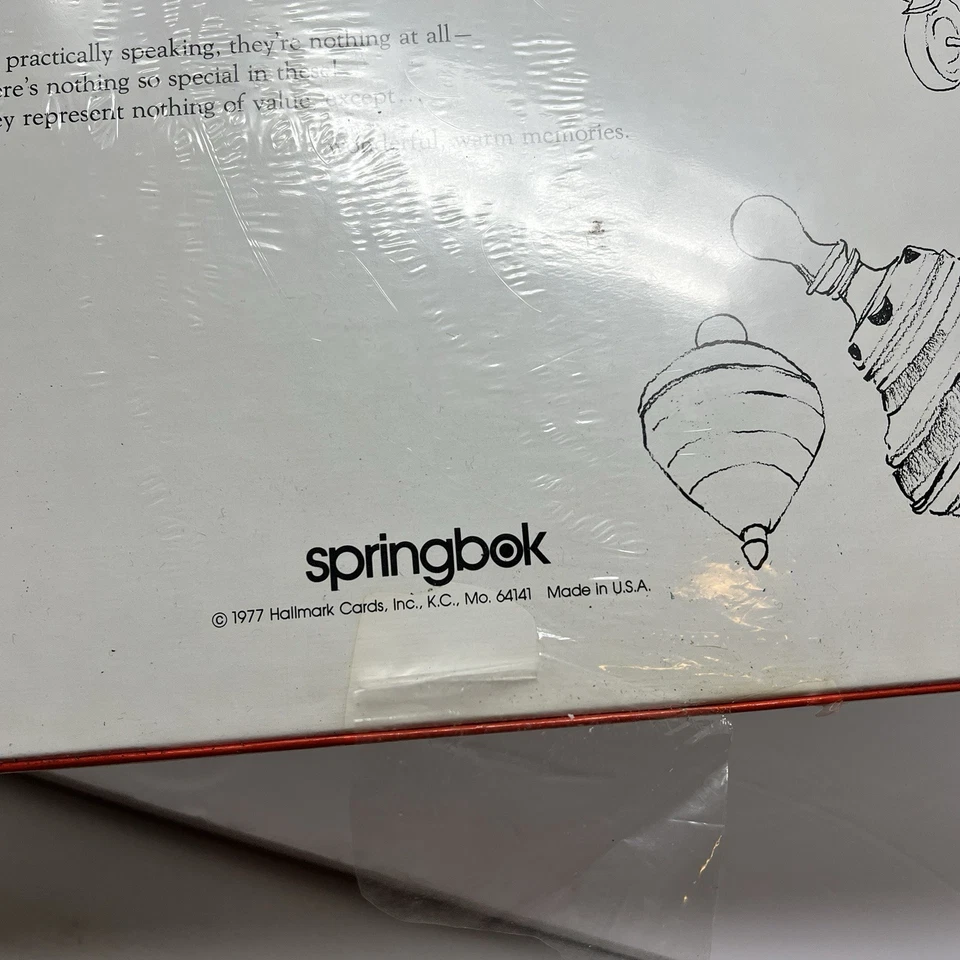 practically speaking, they're nothing at all—
ere's nothing so special in these!
ey represent nothing of value except...
wonderful, warm memories.
springbok
© 1977 Hallmark Cards, Inc., K.C., Mo. 64141 Made in U.S.A.